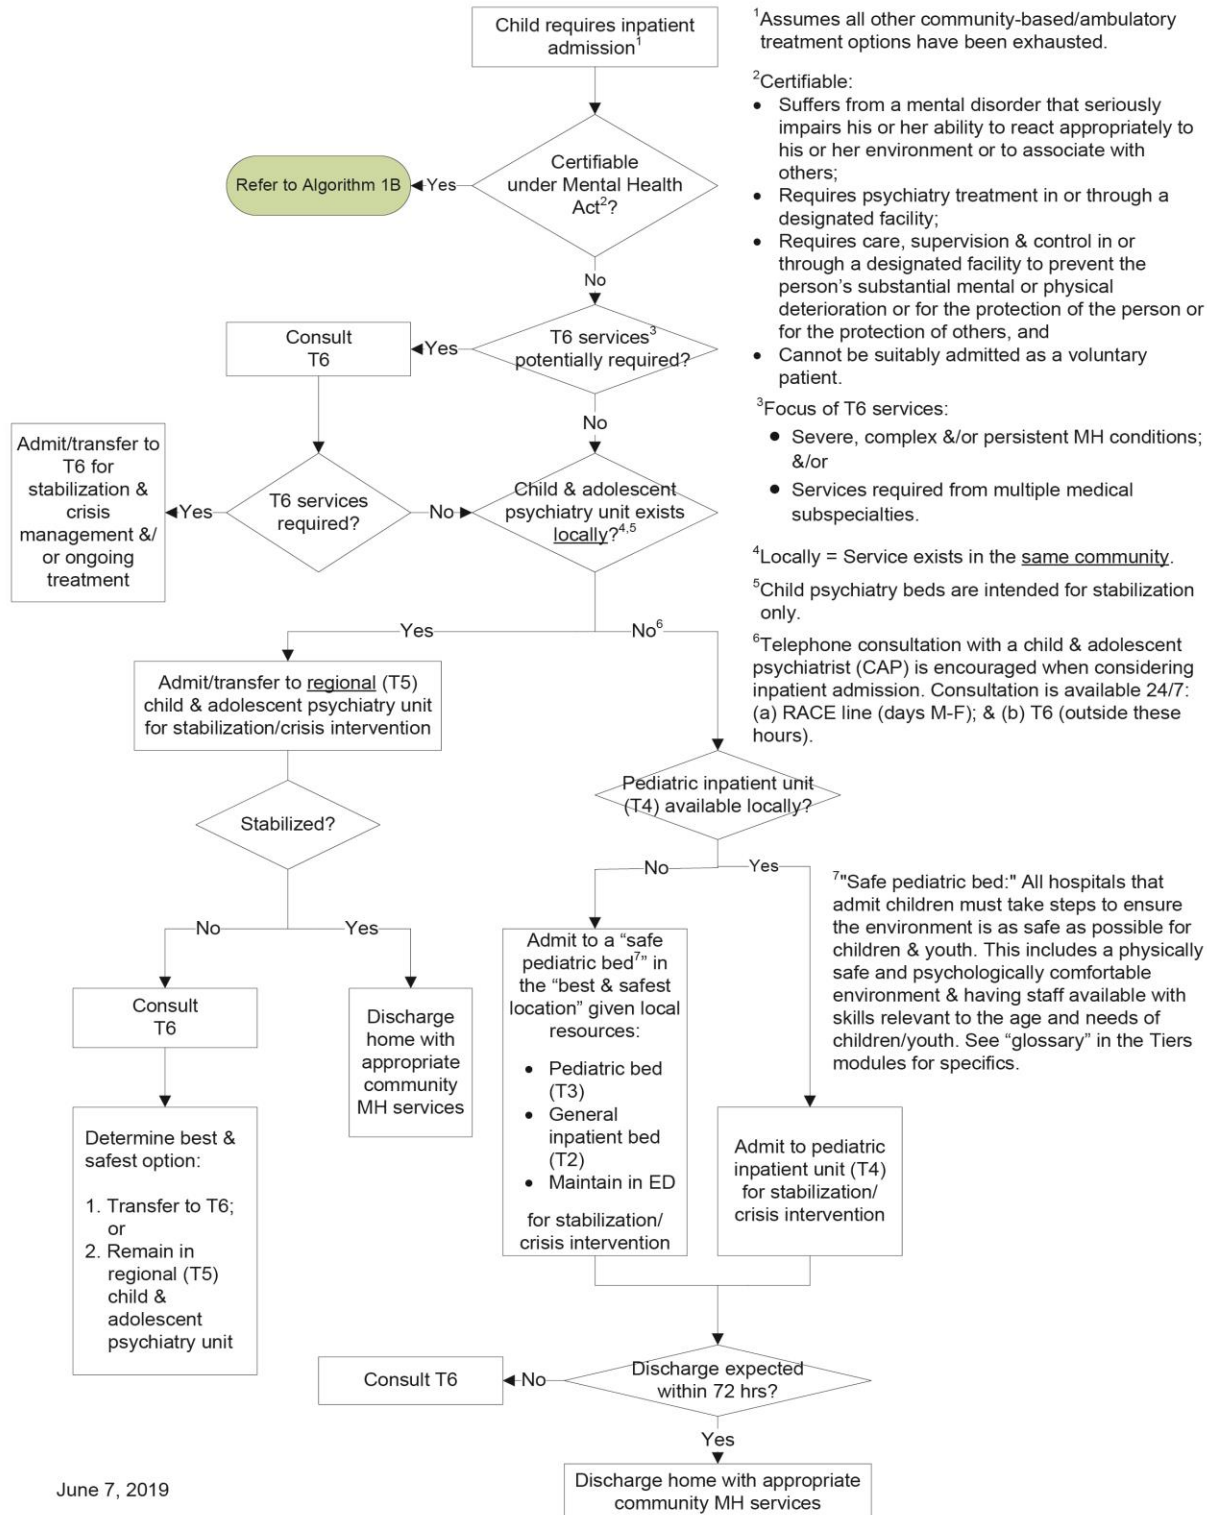 Child requires inpatient
admission1
1Assumes all other community-based/ambulatory
treatment options have been exhausted.
2Certifiable:
• Suffers from a mental disorder that seriously
impairs his or her ability to react appropriately to
his or her environment or to associate with
others;
• Requires psychiatry treatment in or through a
designated facility;
• Requires care, supervision & control in or
through a designated facility to prevent the
person's substantial mental or physical
deterioration or for the protection of the person or
for the protection of others, and
• Cannot be suitably admitted as a voluntary
patient.
3Focus of T6 services:
• Severe, complex &/or persistent MH conditions;
&/or
• Services required from multiple medical
subspecialties.
4Locally = Service exists in the same community.
5Child psychiatry beds are intended for stabilization
only.
6Telephone consultation with a child & adolescent
psychiatrist (CAP) is encouraged when considering
inpatient admission. Consultation is available 24/7:
(a) RACE line (days M-F); & (b) T6 (outside these
hours).
Certifiable
under Mental Health
Act2?
Yes
Refer to Algorithm 1B
No
T6 services3
potentially required?
Yes
Consult
T6
No
T6 services
required?
Yes
Admit/transfer to
T6 for
stabilization &
crisis
management &/
or ongoing
treatment
No
Child & adolescent
psychiatry unit exists
locally?4,5
Yes
No6
Admit/transfer to regional (T5)
child & adolescent psychiatry unit
for stabilization/crisis intervention
Stabilized?
No
Yes
Consult
T6
Discharge
home with
appropriate
community
MH services
Determine best &
safest option:
1. Transfer to T6;
or
2. Remain in
regional (T5)
child &
adolescent
psychiatry unit
Pediatric inpatient unit
(T4) available locally?
No
Yes
Admit to a “safe
pediatric bed7” in
the “best & safest
location” given local
resources:
• Pediatric bed
(T3)
• General
inpatient bed
(T2)
• Maintain in ED
for stabilization/
crisis intervention
Admit to pediatric
inpatient unit (T4)
for stabilization/
crisis intervention
7"Safe pediatric bed:" All hospitals that
admit children must take steps to ensure
the environment is as safe as possible for
children & youth. This includes a physically
safe and psychologically comfortable
environment & having staff available with
skills relevant to the age and needs of
children/youth. See “glossary” in the Tiers
modules for specifics.
Discharge expected
within 72 hrs?
No
Consult T6
Yes
Discharge home with appropriate
community MH services
June 7, 2019